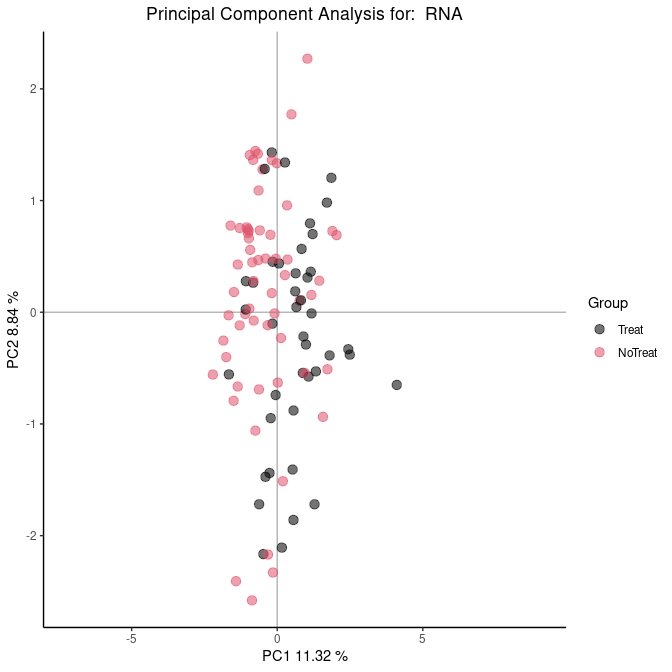 Principal Component Analysis for:  RNA
2
1
0
-1
-2
PC2 8.84 %
-5
0
5
PC1 11.32 %
Group
Treat
NoTreat